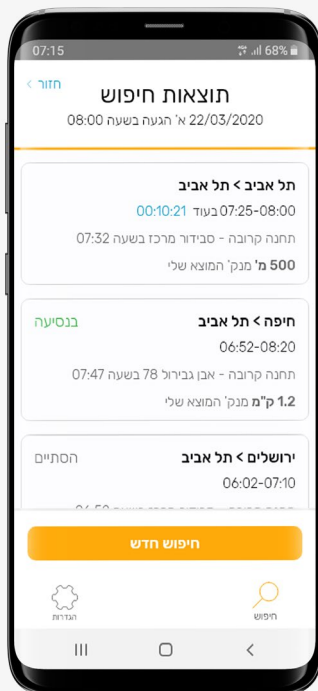 07:15
68%
חזור
תוצאות חיפוש
22/03/2020 א' הגעה בשעה 08:00
תל אביב > תל אביב
07:25-08:00 בעוד 00:10:21
תחנה קרובה - סבידור מרכז בשעה 07:32
500 מ' מנק' המוצא שלי
חיפה > תל אביב בנסיעה
06:52-08:20
תחנה קרובה - אבן גבירול 78 בשעה 07:47
1.2 ק"מ מנק' המוצא שלי
ירושלים > תל אביב הסתיים
06:02-07:10
חיפוש חדש
חיפוש
הגדרות